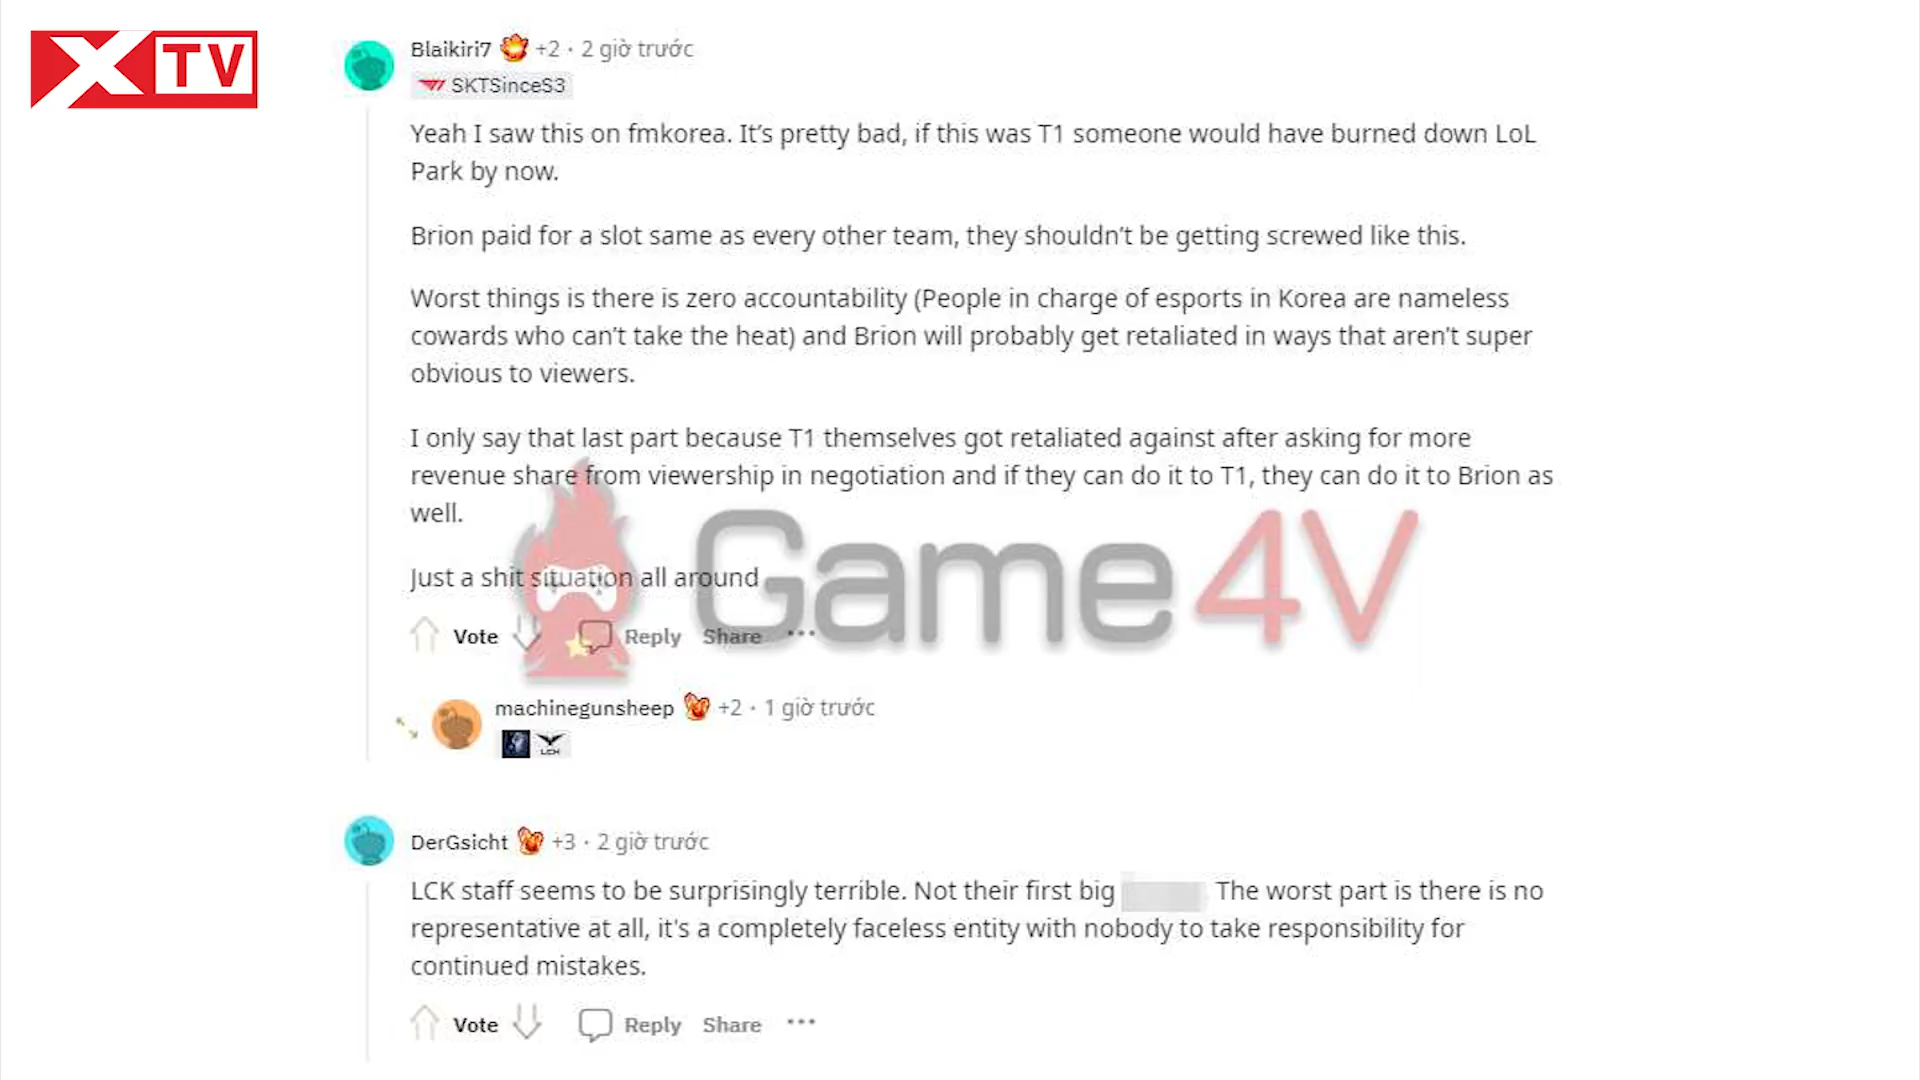 XTV
Blaikiri7 +2 · 2 giờ trước
SKTSinceS3
Yeah I saw this on fmkorea. It's pretty bad, if this was T1 someone would have burned down LoL
Park by now.
Brion paid for a slot same as every other team, they shouldn't be getting screwed like this.
Worst things is there is zero accountability (People in charge of esports in Korea are nameless
cowards who can't take the heat) and Brion will probably get retaliated in ways that aren't super
obvious to viewers.
I only say that last part because T1 themselves got retaliated against after asking for more
revenue share from viewership in negotiation and if they can do it to T1, they can do it to Brion as
well.
Just a shit situation all around
Game4V
Vote Reply Share ···
machinegunsheep +2 · 1 giờ trước
LCK
DerGsicht +3 · 2 giờ trước
LCK staff seems to be surprisingly terrible. Not their first big The worst part is there is no
representative at all, it's a completely faceless entity with nobody to take responsibility for
continued mistakes.
Vote Reply Share ···